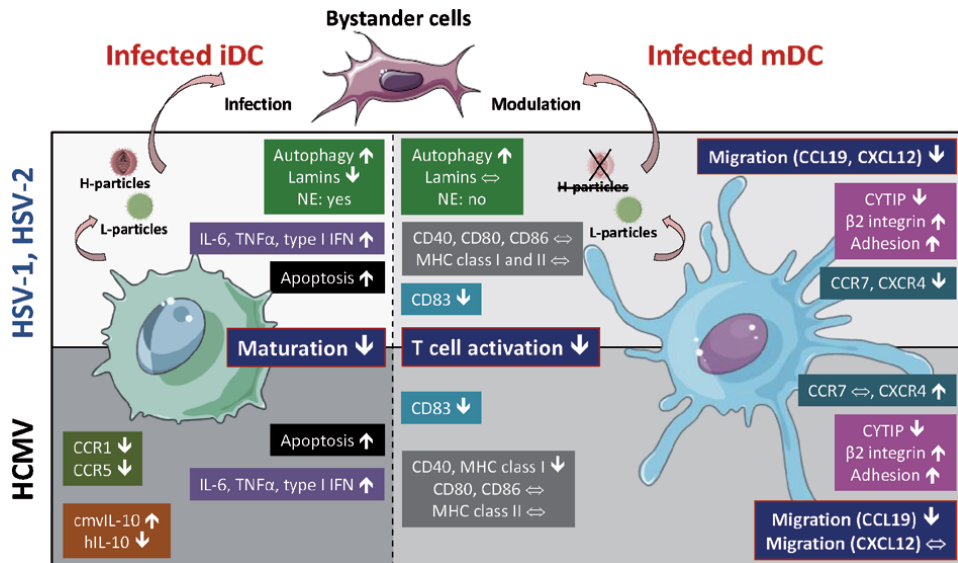 Bystander cells
Infected iDC
Infected mDC
Infection
Modulation
HSV-1, HSV-2
H-particles
L-particles
Autophagy ↑
Lamins ↓
NE: yes
IL-6, TNFα, type I IFN ↑
Apoptosis ↑
Maturation ↓
Autophagy ↑
Lamins ⇔
NE: no
CD40, CD80, CD86 ⇔
MHC class I and II ⇔
CD83 ↓
T cell activation ↓
H-particles
L-particles
Migration (CCL19, CXCL12) ↓
CYTIP ↓
β2 integrin ↑
Adhesion ↑
CCR7, CXCR4 ↓
HCMV
CCR1 ↓
CCR5 ↓
cmvIL-10 ↑
hIL-10 ↓
Apoptosis ↑
IL-6, TNFα, type I IFN ↑
CD83 ↓
CD40, MHC class I ↓
CD80, CD86 ⇔
MHC class II ⇔
CCR7 ⇔, CXCR4 ↑
CYTIP ↓
β2 integrin ↑
Adhesion ↑
Migration (CCL19) ↓
Migration (CXCL12) ⇔